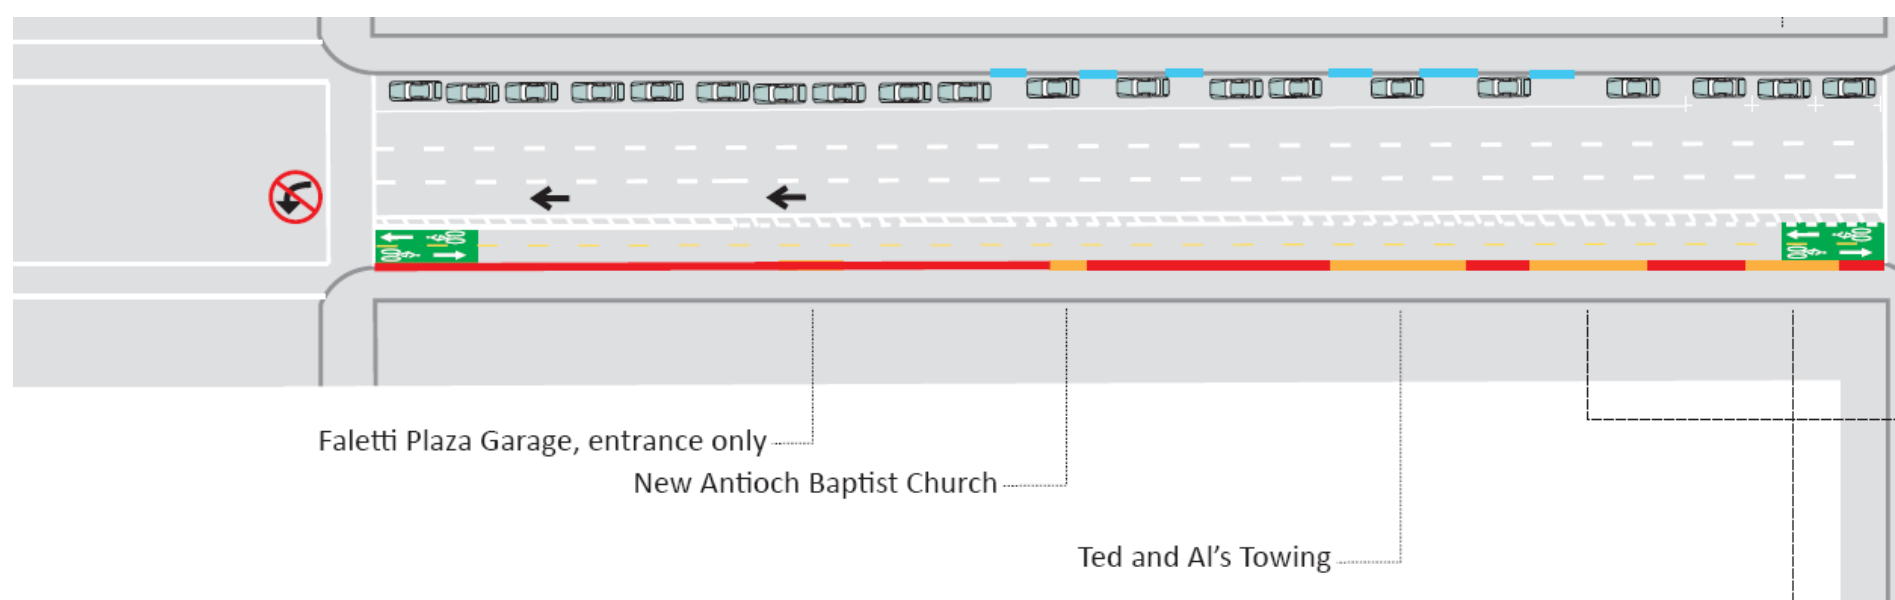 Faletti Plaza Garage, entrance only
New Antioch Baptist Church
Ted and Al’s Towing